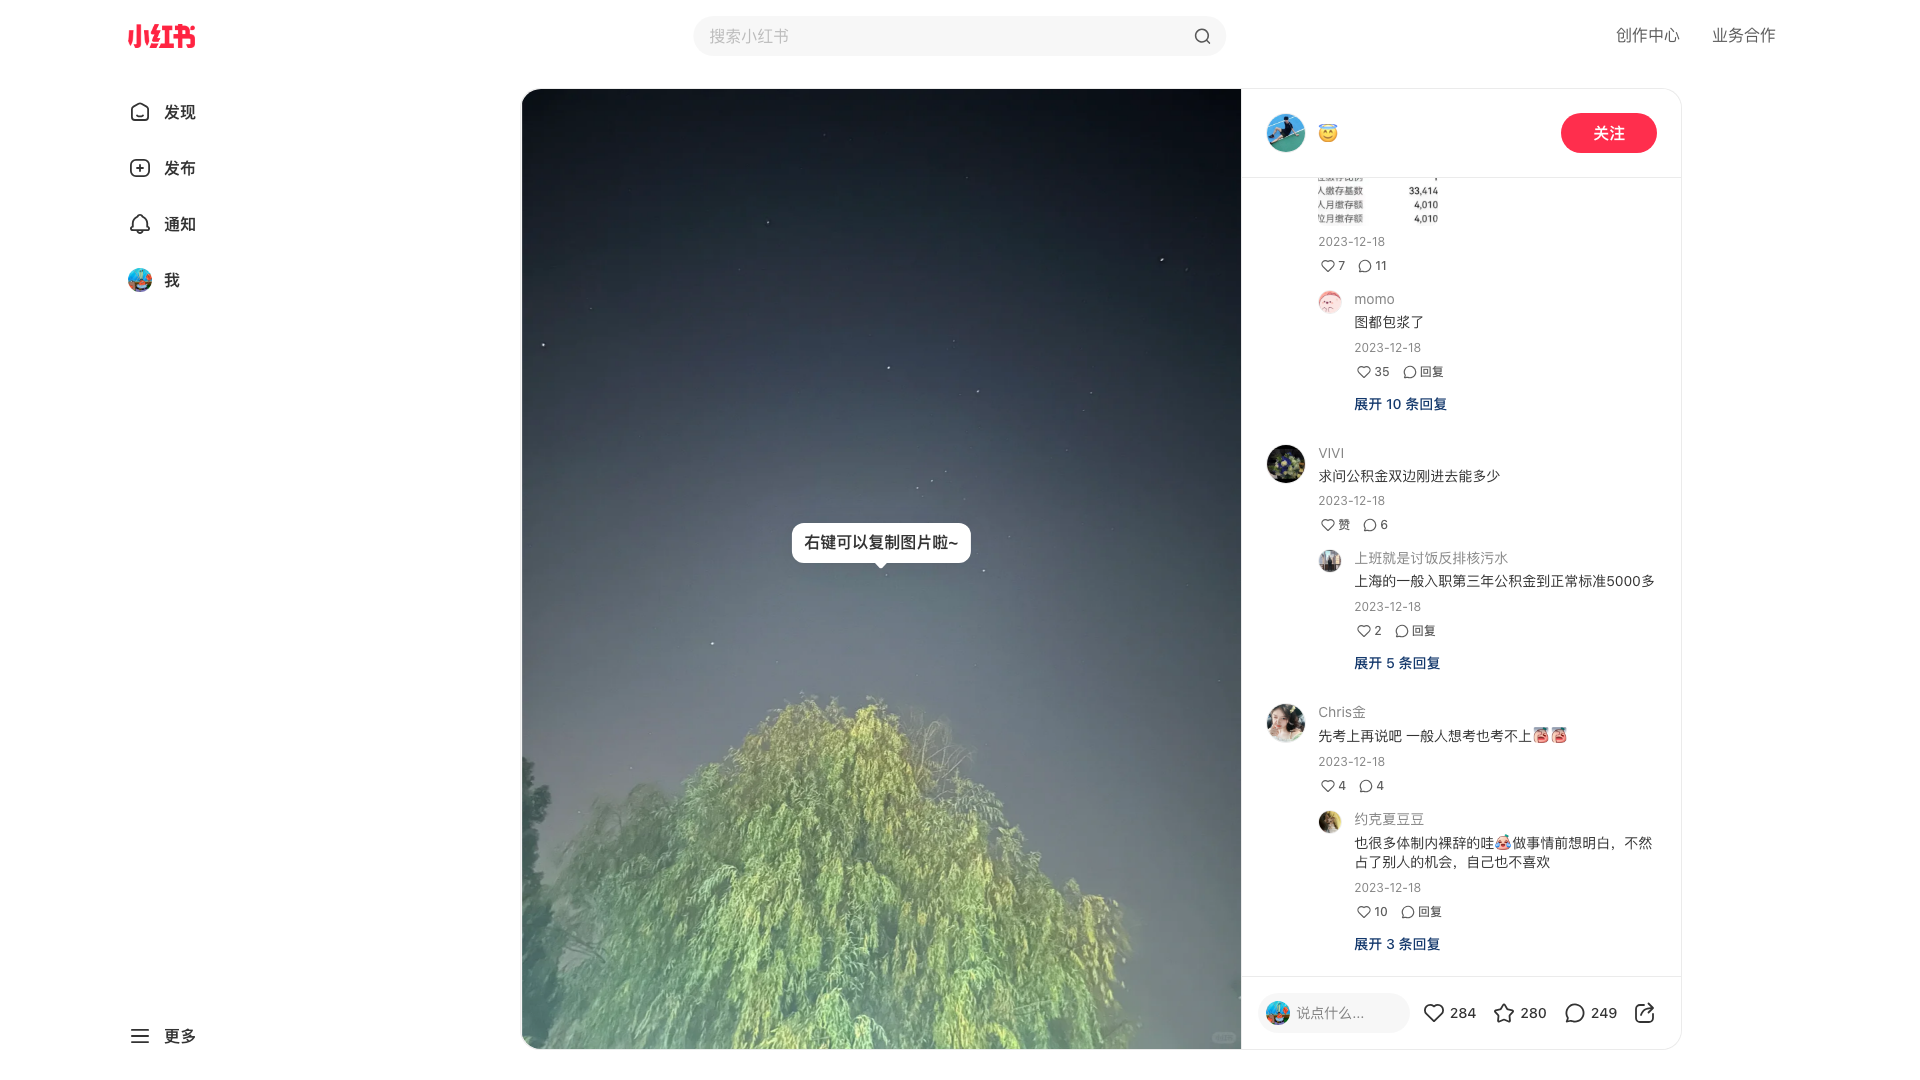 小红书
搜索小红书
创作中心
业务合作
发现
发布
通知
我
更多
右键可以复制图片啦~
关注
人缴存基数 33,414
人月缴存额 4,010
位月缴存额 4,010
2023-12-18
7 11
momo
图都包浆了
2023-12-18
35 回复
展开 10 条回复
VIVI
求问公积金双边刚进去能多少
2023-12-18
赞 6
上班就是讨饭反排核污水
上海的一般入职第三年公积金到正常标准5000多
2023-12-18
2 回复
展开 5 条回复
Chris金
先考上再说吧 一般人想考也考不上
2023-12-18
4 4
约克夏豆豆
也很多体制内裸辞的哇做事情前想明白，不然
占了别人的机会，自己也不喜欢
2023-12-18
10 回复
展开 3 条回复
说点什么...
284 280 249